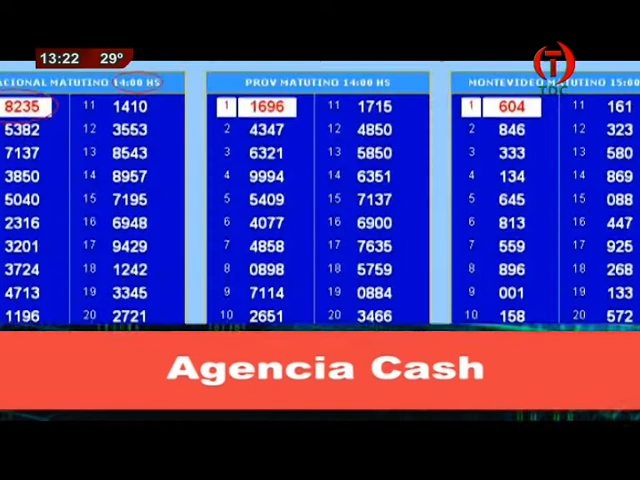 13:22 29°
TDC
ACIONAL MATUTINO 14:00 HS
8235 11 1410
5382 12 3553
7137 13 8543
3850 14 8957
5040 15 7195
2316 16 6948
3201 17 9429
3724 18 1242
4713 19 3345
1196 20 2721
PROV MATUTINO 14:00 HS
1 1696 11 1715
2 4347 12 4850
3 6321 13 5850
4 9994 14 6351
5 5409 15 7137
6 4077 16 6900
7 4858 17 7635
8 0898 18 5759
9 7114 19 0884
10 2651 20 3466
MONTEVIDEO MATUTINO 15:00
1 604 11 161
2 846 12 323
3 333 13 580
4 134 14 869
5 645 15 088
6 813 16 447
7 559 17 925
8 896 18 268
9 001 19 133
10 158 20 572
Agencia Cash